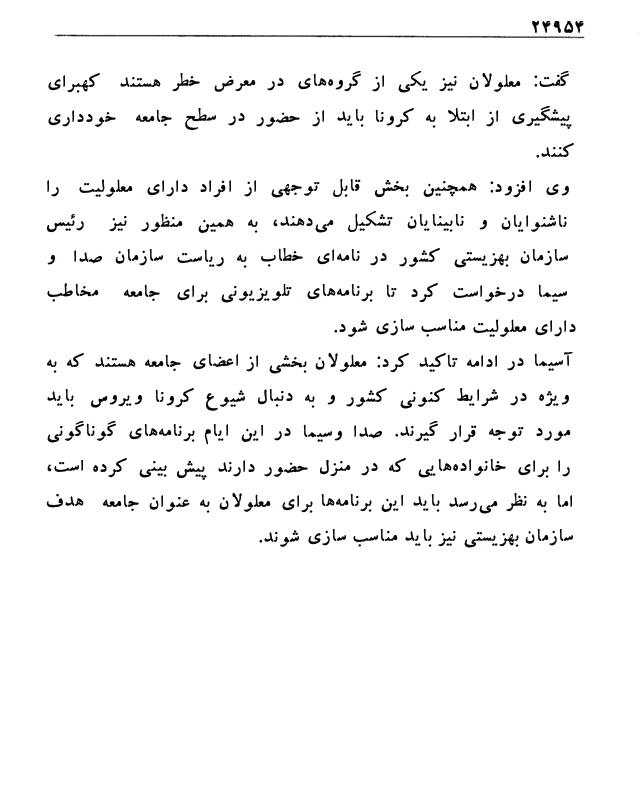 ۲۴۹۵۴
گفت: معلولان نیز یکی از گروه‌های در معرض خطر هستند کهبرای
پیشگیری از ابتلا به کرونا باید از حضور در سطح جامعه خودداری
کنند.
وی افزود: همچنین بخش قابل توجهی از افراد دارای معلولیت را
ناشنوایان و نابینایان تشکیل می‌دهند، به همین منظور نیز رئیس
سازمان بهزیستی کشور در نامه‌ای خطاب به ریاست سازمان صدا و
سیما درخواست کرد تا برنامه‌های تلویزیونی برای جامعه مخاطب
دارای معلولیت مناسب سازی شود.
آسیما در ادامه تاکید کرد: معلولان بخشی از اعضای جامعه هستند که به
ویژه در شرایط کنونی کشور و به دنبال شیوع کرونا ویروس باید
مورد توجه قرار گیرند. صدا وسیما در این ایام برنامه‌های گوناگونی
را برای خانواده‌هایی که در منزل حضور دارند پیش بینی کرده است،
اما به نظر می‌رسد باید این برنامه‌ها برای معلولان به عنوان جامعه هدف
سازمان بهزیستی نیز باید مناسب سازی شوند.